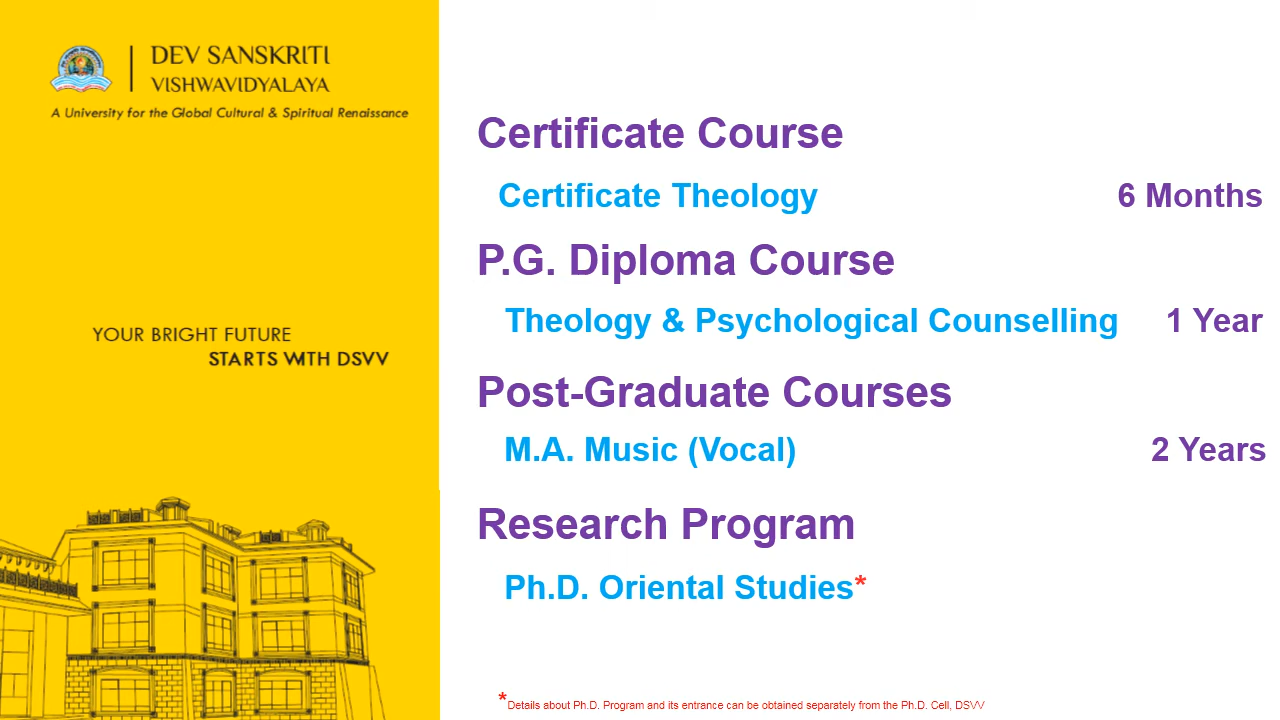 DEV SANSKRITI
VISHWAVIDYALAYA
A University for the Global Cultural & Spiritual Renaissance
YOUR BRIGHT FUTURE
STARTS WITH DSVV
Certificate Course
Certificate Theology 6 Months
P.G. Diploma Course
Theology & Psychological Counselling 1 Year
Post-Graduate Courses
M.A. Music (Vocal) 2 Years
Research Program
Ph.D. Oriental Studies*
*Details about Ph.D. Program and its entrance can be obtained separately from the Ph.D. Cell, DSVV